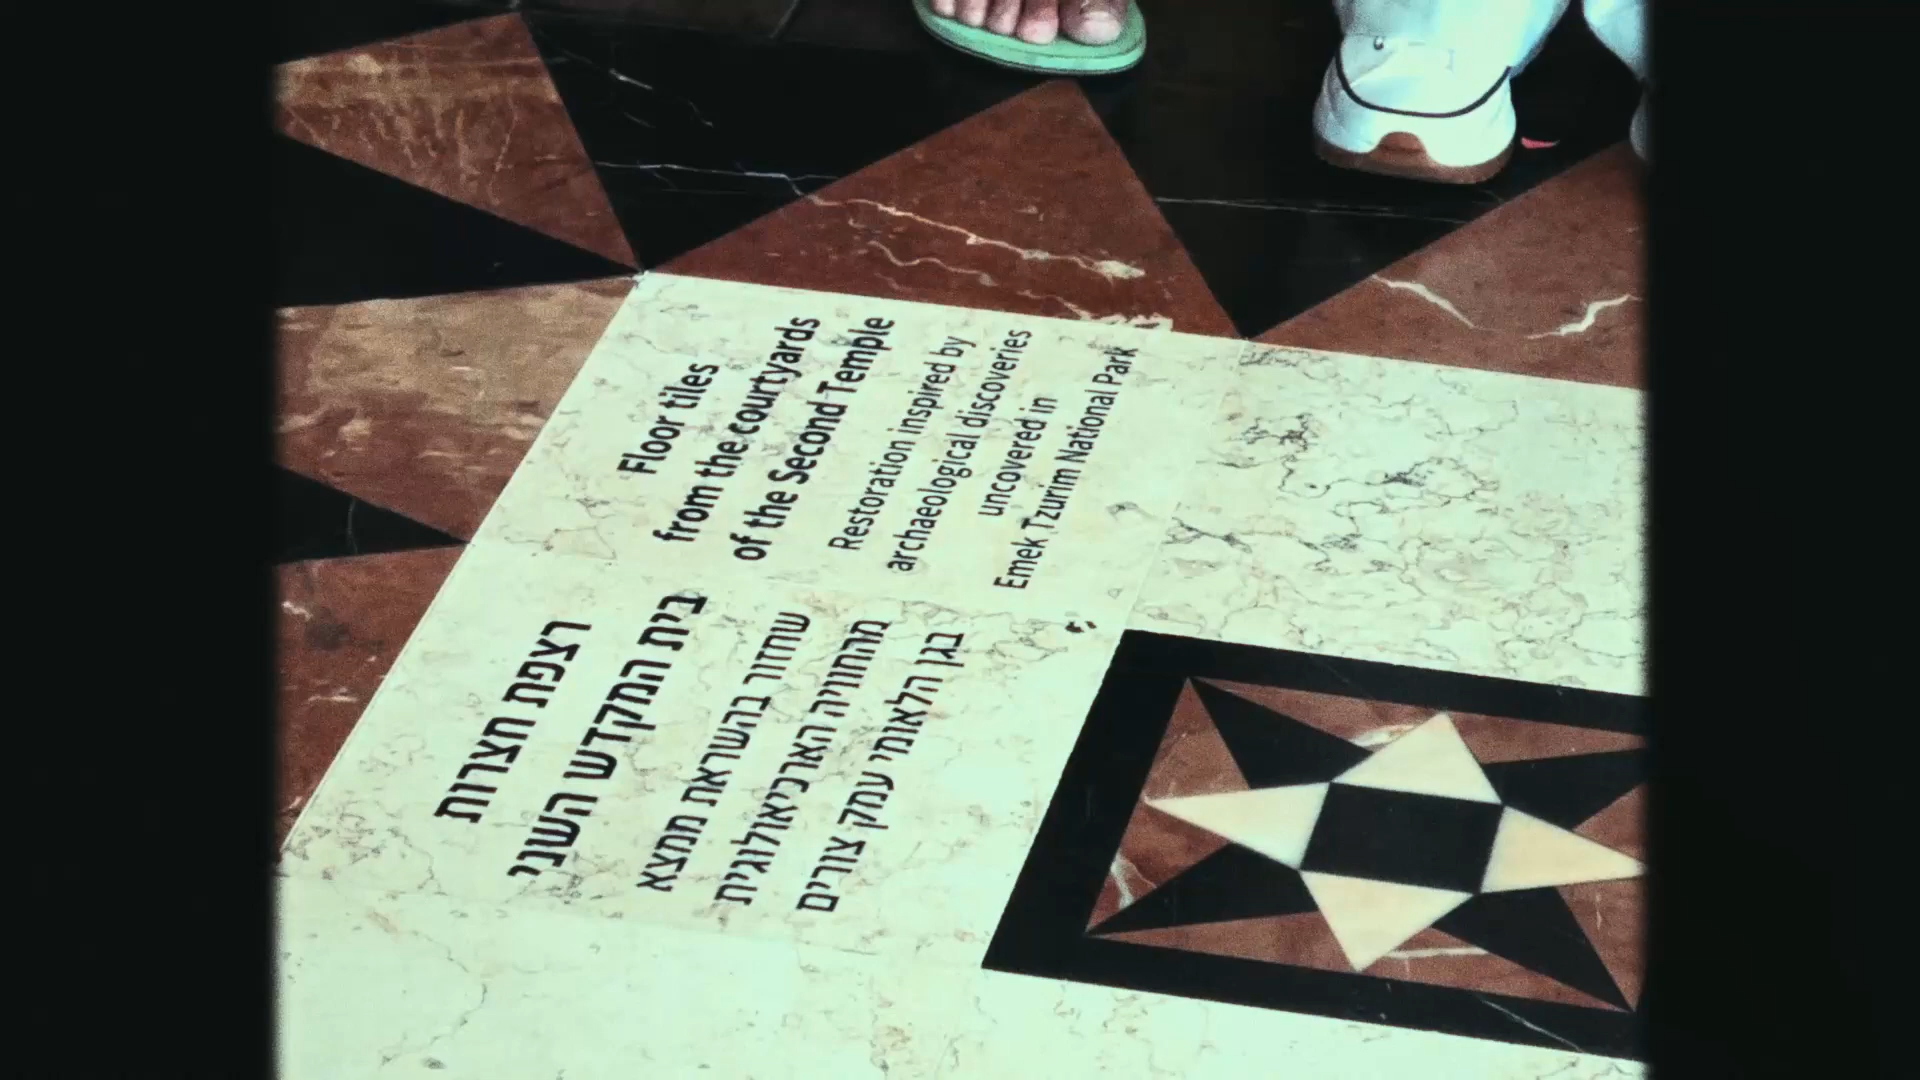 Floor tiles
from the courtyards
of the Second Temple
Restoration inspired by
archaeological discoveries
uncovered in
Emek Tzurim National Park
רצפת חצרות
בית המקדש השני
שחזור בהשראת ממצא
מהחוויה הארכיאולוגית
בגן הלאומי עמק צורים